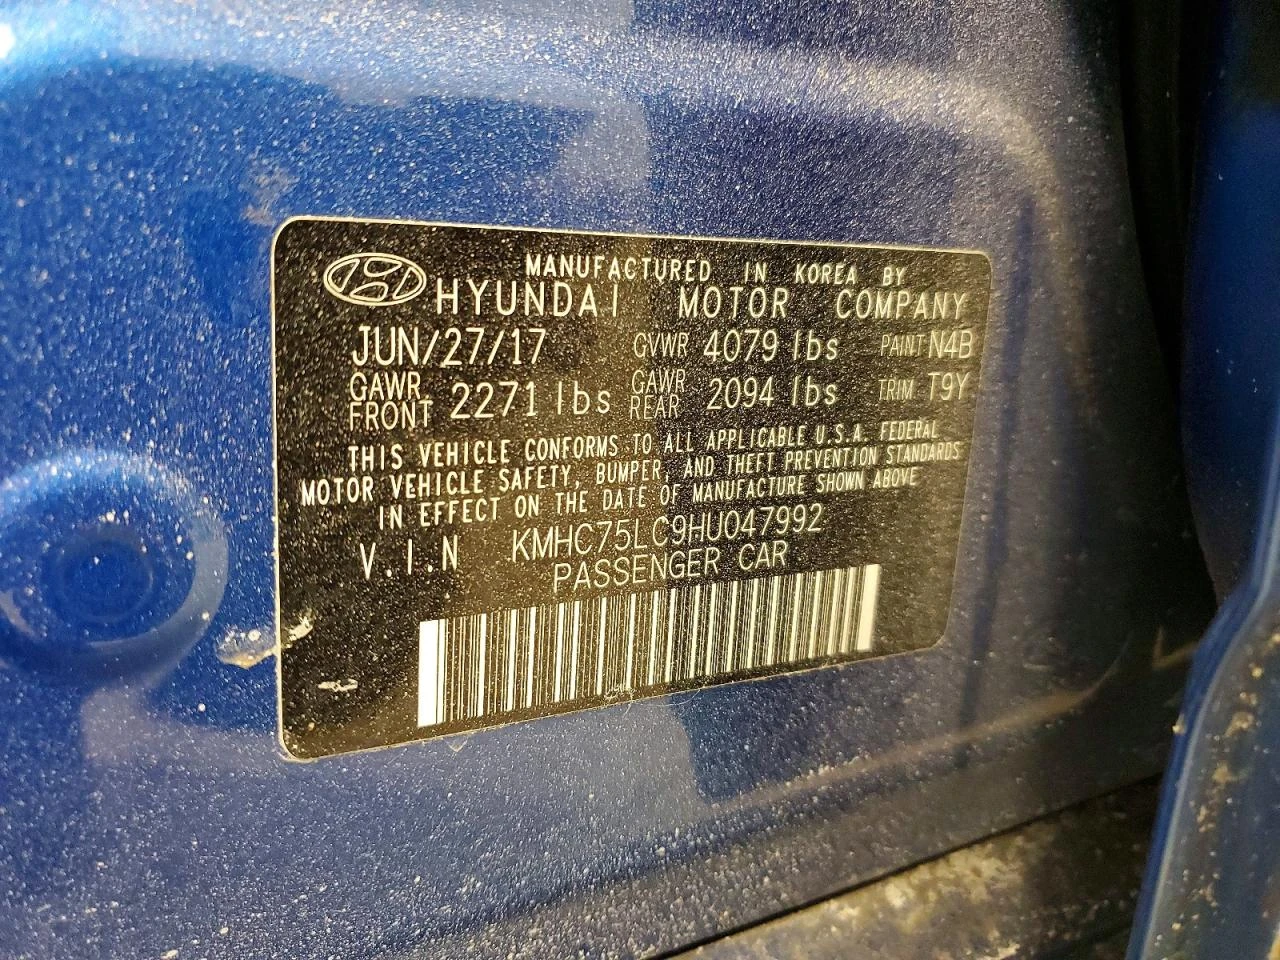 MANUFACTURED IN KOREA BY
HYUNDAI MOTOR COMPANY
JUN/27/17 GVWR 4079 lbs PAINT N4B
GAWR FRONT 2271 lbs GAWR REAR 2094 lbs TRIM T9Y
THIS VEHICLE CONFORMS TO ALL APPLICABLE U.S.A. FEDERAL
MOTOR VEHICLE SAFETY, BUMPER, AND THEFT PREVENTION STANDARDS
IN EFFECT ON THE DATE OF MANUFACTURE SHOWN ABOVE
V.I.N KMHC75LC9HU047992
PASSENGER CAR